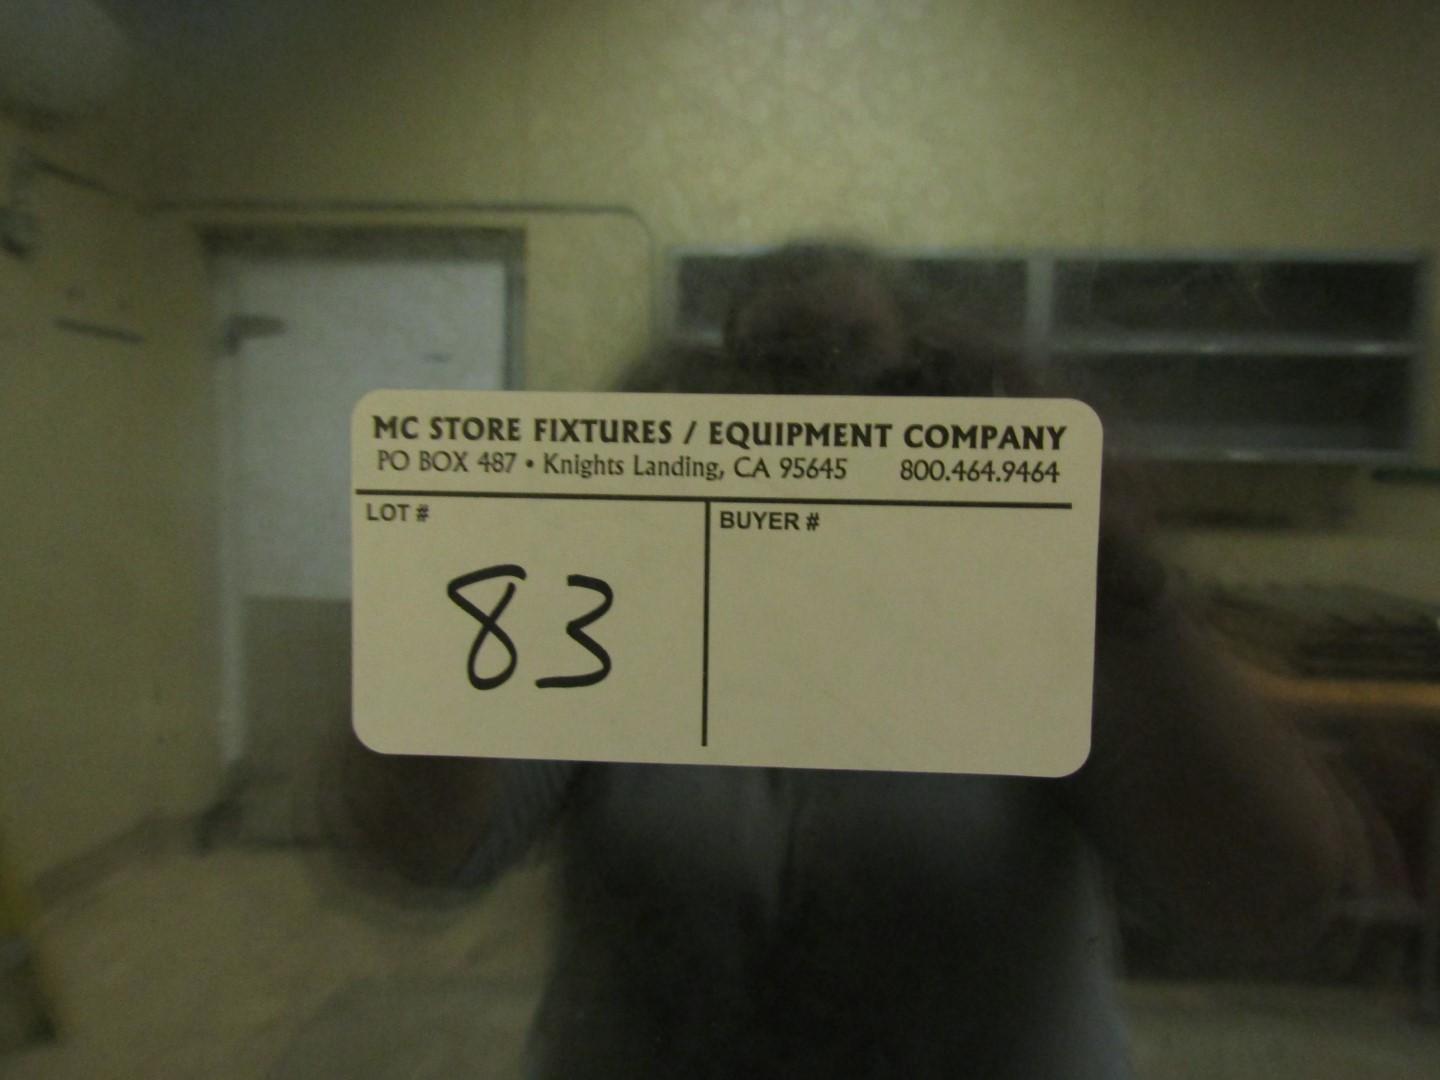 MC STORE FIXTURES / EQUIPMENT COMPANY
PO BOX 487 • Knights Landing, CA 95645 800.464.9464
LOT #
83
BUYER #